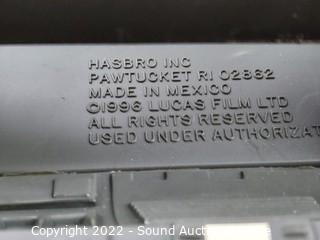 HASBRO INC
PAWTUCKET RI 02862
MADE IN MEXICO
©1996 LUCAS FILM LTD
ALL RIGHTS RESERVED
USED UNDER AUTHORIZAT
Copyright 2022 - Sound Auction